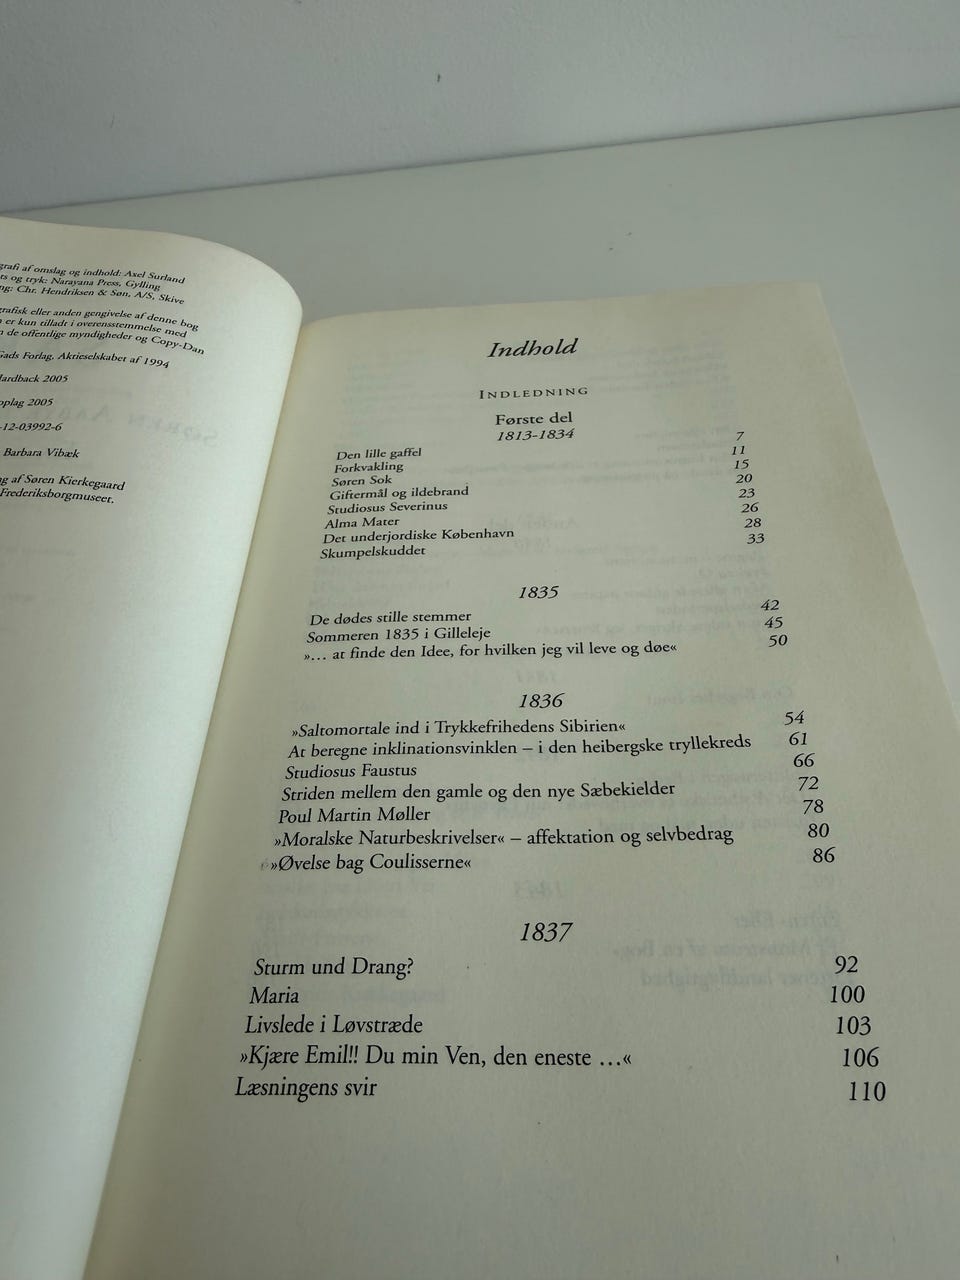 grafi af omslag og indhold: Axel Surland
ts og tryk: Narayana Press, Gylling
ng: Chr. Hendriksen & Søn, A/S, Skive
grafisk eller anden gengivelse af denne bog
er kun tilladt i overensstemmelse med
de offentlige myndigheder og Copy-Dan
Gads Forlag, Aktieselskabet af 1994
Hardback 2005
oplag 2005
-12-03992-6
Barbara Vibæk
g af Søren Kierkegaard
Frederiksborgmuseet.
Indhold
INDLEDNING
Første del
1813-1834
7
Den lille gaffel 11
Forkvakling 15
Søren Sok 20
Giftermål og ildebrand 23
Studiosus Severinus 26
Alma Mater 28
Det underjordiske København 33
Skumpelskuddet
1835
De dødes stille stemmer 42
Sommeren 1835 i Gilleleje 45
»... at finde den Idee, for hvilken jeg vil leve og døe« 50
1836
»Saltomortale ind i Trykkefrihedens Sibirien« 54
At beregne inklinationsvinklen – i den heibergske tryllekreds 61
Studiosus Faustus 66
Striden mellem den gamle og den nye Sæbekielder 72
Poul Martin Møller 78
»Moralske Naturbeskrivelser« – affektation og selvbedrag 80
»Øvelse bag Coulisserne« 86
1837
Sturm und Drang? 92
Maria 100
Livslede i Løvstræde 103
»Kjære Emil!! Du min Ven, den eneste ...« 106
Læsningens svir 110